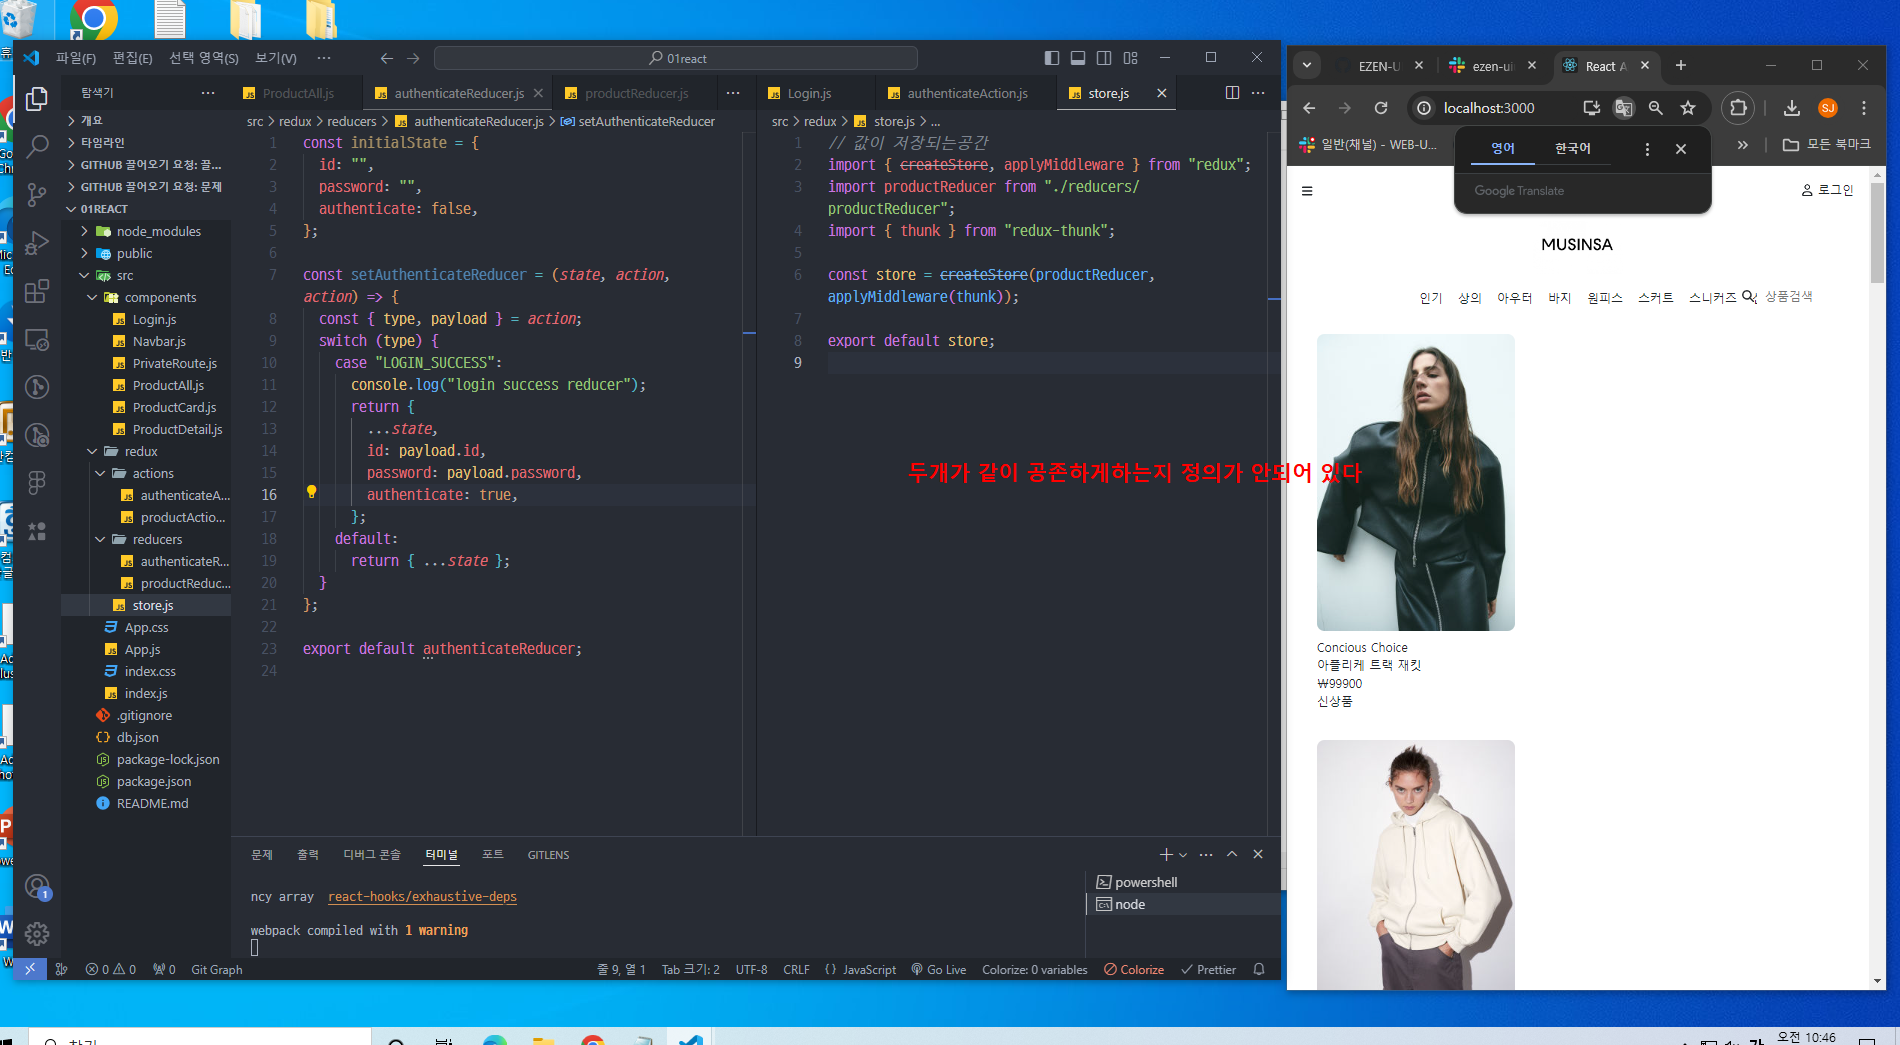 파일(F) 편집(E) 선택 영역(S) 보기(V) ··· 01react
탐색기 ···
개요
타임라인
GITHUB 끌어오기 요청: 끌...
GITHUB 끌어오기 요청: 문제
01REACT
node_modules
public
src
components
Login.js
Navbar.js
PrivateRoute.js
ProductAll.js
ProductCard.js
ProductDetail.js
redux
actions
authenticateA...
productActio...
reducers
authenticateR...
productReduc...
store.js
App.css
App.js
index.css
index.js
.gitignore
db.json
package-lock.json
package.json
README.md
ProductAll.js authenticateReducer.js productReducer.js ···
src > redux > reducers > authenticateReducer.js > setAuthenticateReducer
1 const initialState = {
2 id: "",
3 password: "",
4 authenticate: false,
5 };
6
7 const setAuthenticateReducer = (state, action,
action) => {
8 const { type, payload } = action;
9 switch (type) {
10 case "LOGIN_SUCCESS":
11 console.log("login success reducer");
12 return {
13 ...state,
14 id: payload.id,
15 password: payload.password,
16 authenticate: true,
17 };
18 default:
19 return { ...state };
20 }
21 };
22
23 export default authenticateReducer;
24
Login.js authenticateAction.js store.js ···
src > redux > store.js > ...
1 // 값이 저장되는공간
2 import { createStore, applyMiddleware } from "redux";
3 import productReducer from "./reducers/
productReducer";
4 import { thunk } from "redux-thunk";
5
6 const store = createStore(productReducer,
applyMiddleware(thunk));
7
8 export default store;
9
두개가 같이 공존하게하는지 정의가 안되어 있다
문제 출력 디버그 콘솔 터미널 포트 GITLENS
ncy array react-hooks/exhaustive-deps
webpack compiled with 1 warning
powershell
node
1
0 0 0 Git Graph 줄 9, 열 1 Tab 크기: 2 UTF-8 CRLF {} JavaScript Go Live Colorize: 0 variables Colorize Prettier
EZEN-U ezen-ui React A
localhost:3000 SJ
일반(채널) - WEB-U... 모든 북마크
영어 한국어
Google Translate
로그인
MUSINSA
인기 상의 아우터 바지 원피스 스커트 스니커즈 상품검색
Concious Choice
아플리케 트랙 재킷
₩99900
신상품
오전 10:46